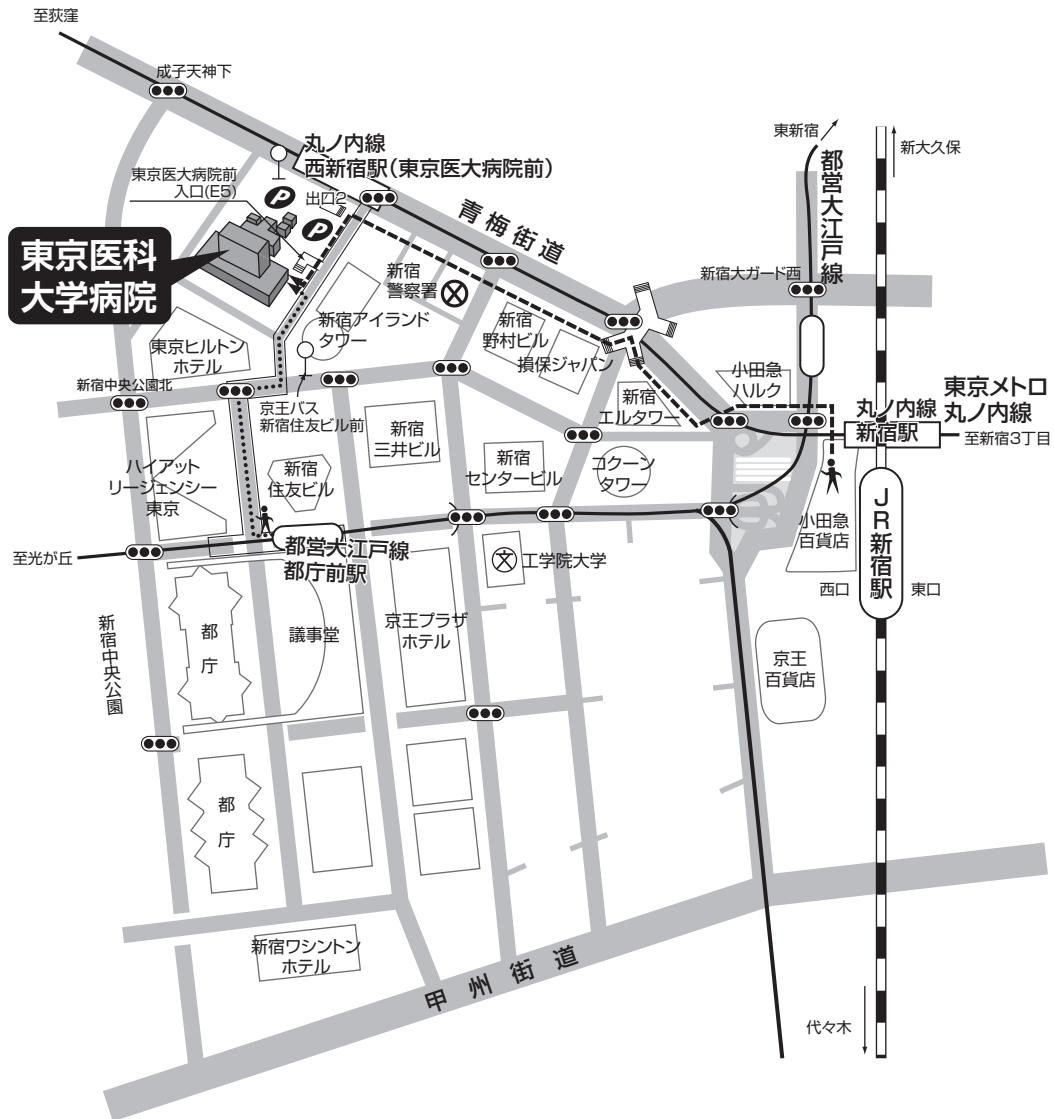 至荻窪
成子天神下
丸ノ内線
西新宿駅(東京医大病院前)
東京医大病院前
入口(E5)
出口2
P
P
東京医科
大学病院
青梅街道
新宿
警察署
東新宿
都営大江戸線
新大久保
新宿大ガード西
新宿アイランド
タワー
新宿
野村ビル
損保ジャパン
東京ヒルトン
ホテル
小田急
ハルク
新宿
エルタワー
東京メトロ
丸ノ内線
丸ノ内線
新宿駅
至新宿3丁目
新宿中央公園北
京王バス
新宿住友ビル前
新宿
三井ビル
新宿
センタービル
コクーン
タワー
ハイアット
リージェンシー
東京
新宿
住友ビル
小田急
百貨店
JR新宿駅
西口
東口
至光が丘
都営大江戸線
都庁前駅
文
工学院大学
新宿中央公園
都庁
議事堂
京王プラザ
ホテル
京王
百貨店
都庁
新宿ワシントン
ホテル
甲州街道
代々木